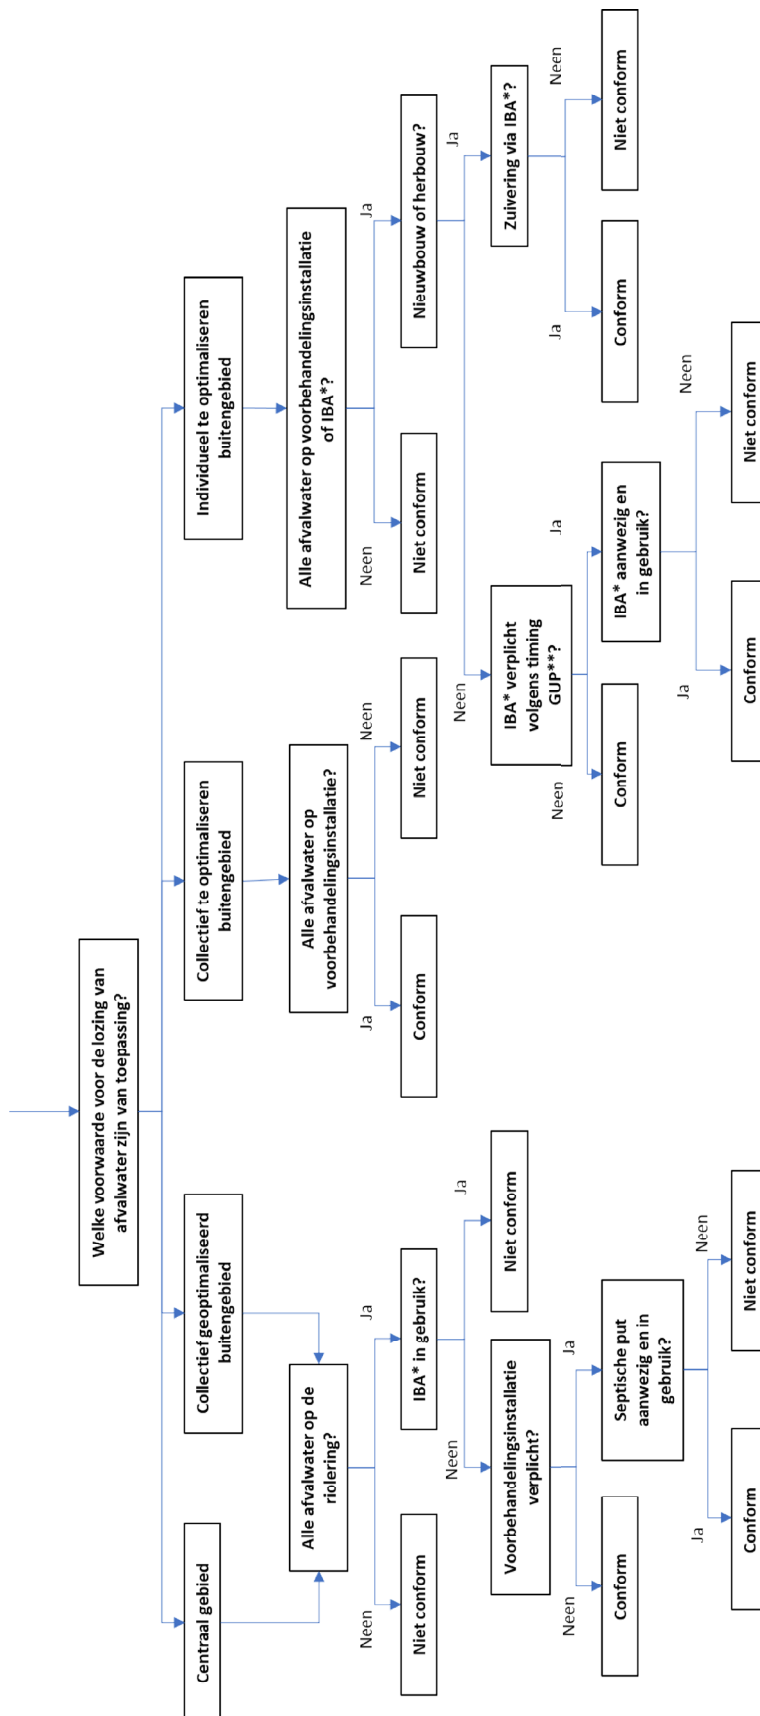 Welke voorwaarde voor de lozing van
afvalwater zijn van toepassing?
Centraal gebied
Collectief geoptimaliseerd
buitengebied
Collectief te optimaliseren
buitengebied
Individueel te optimaliseren
buitengebied
Alle afvalwater op de
riolering?
Alle afvalwater op
voorbehandelingsinstallatie?
Alle afvalwater op voorbehandelingsinstallatie
of IBA*?
Neen
Ja
Ja
Neen
Neen
Ja
Niet conform
IBA* in gebruik?
Conform
Niet conform
Niet conform
Nieuwbouw of herbouw?
Neen
Ja
Neen
Ja
Voorbehandelingsinstallatie
verplicht?
Niet conform
IBA* verplicht
volgens timing
GUP**?
Zuivering via IBA*?
Neen
Ja
Neen
Ja
Ja
Neen
Conform
Septische put
aanwezig en in
gebruik?
Conform
IBA* aanwezig en
in gebruik?
Conform
Niet conform
Ja
Neen
Ja
Neen
Conform
Niet conform
Conform
Niet conform